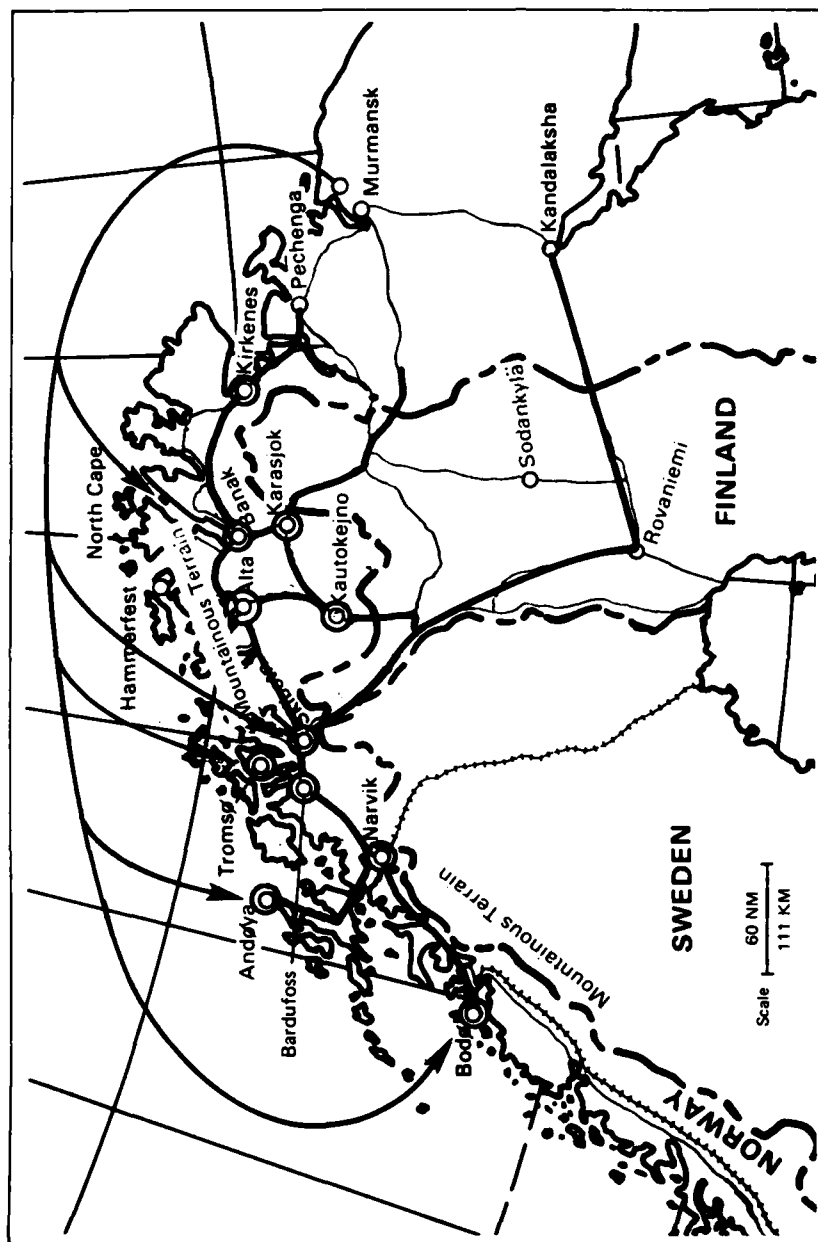 North Cape
Hammerfest
Mountainous Terrain
Tromsø
Alta
Banak
Kirkenes
Andøya
Karasjok
Bardufoss
Pechenga
Kautokejno
Narvik
Murmansk
Bodø
Mountainous Terrain
Sodankylä
Kandalaksha
Rovaniemi
SWEDEN
FINLAND
NORWAY
60 NM
Scale
111 KM